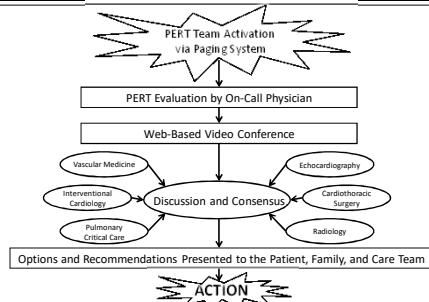 PERT Team Activation
via Paging System
PERT Evaluation by On-Call Physician
Web-Based Video Conference
Vascular Medicine
Echocardiography
Interventional
Cardiology
Discussion and Consensus
Cardiothoracic
Surgery
Pulmonary
Critical Care
Radiology
Options and Recommendations Presented to the Patient, Family, and Care Team
ACTION